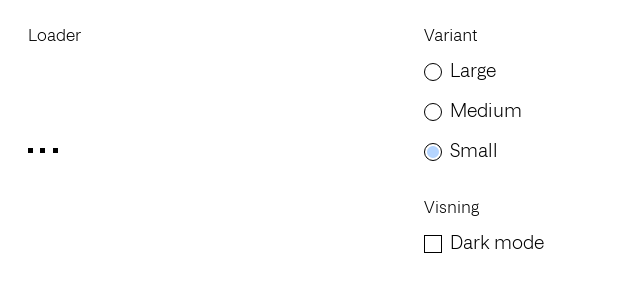 Loader
Variant
Large
Medium
Small
Visning
Dark mode